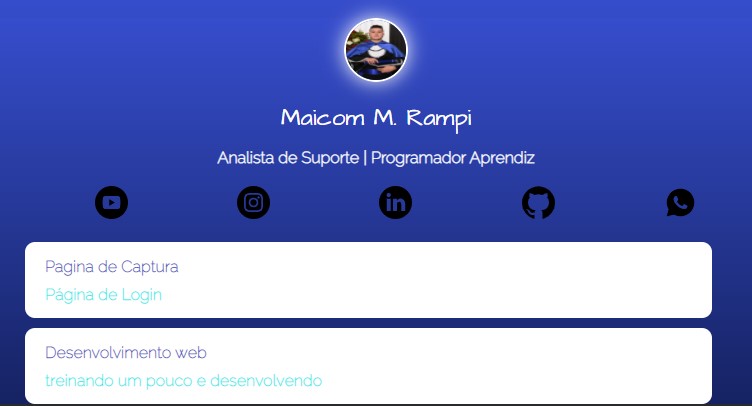 Maicom M. Rampi
Analista de Suporte | Programador Aprendiz
Pagina de Captura
Página de Login
Desenvolvimento web
treinando um pouco e desenvolvendo